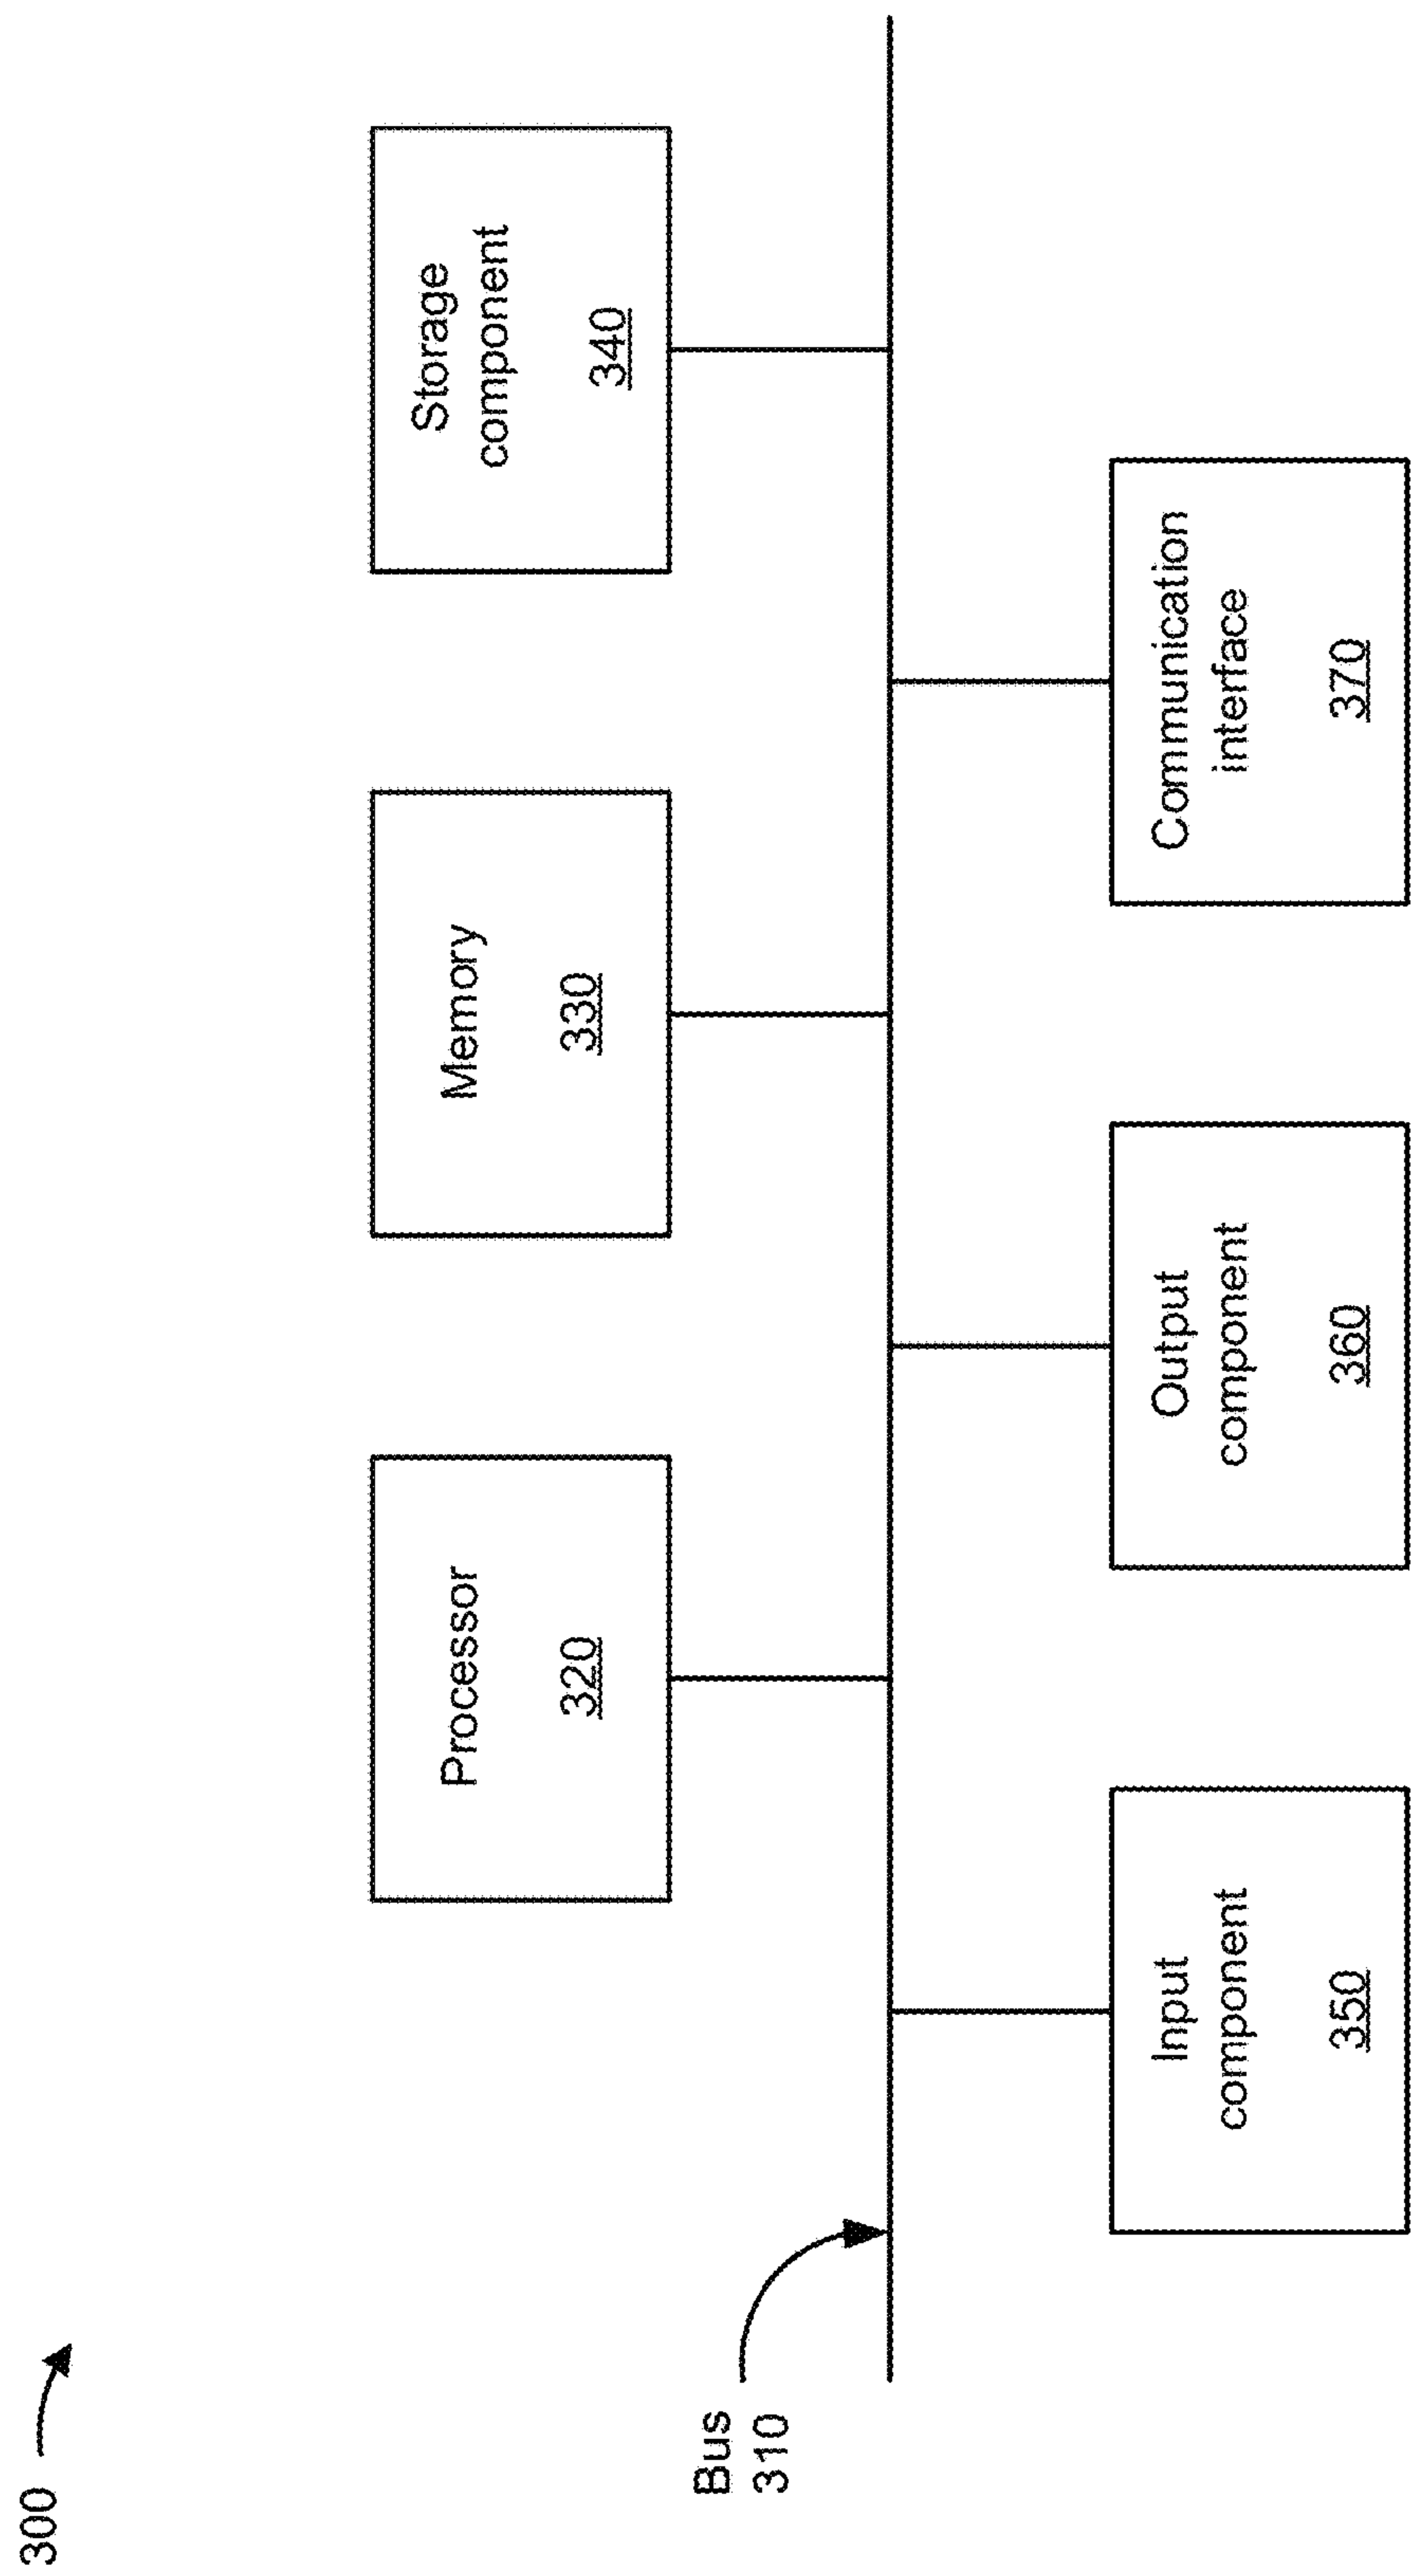 300
Processor
320
Memory
330
Storage
component
340
Bus
310
Input
component
350
Output
component
360
Communication
interface
370